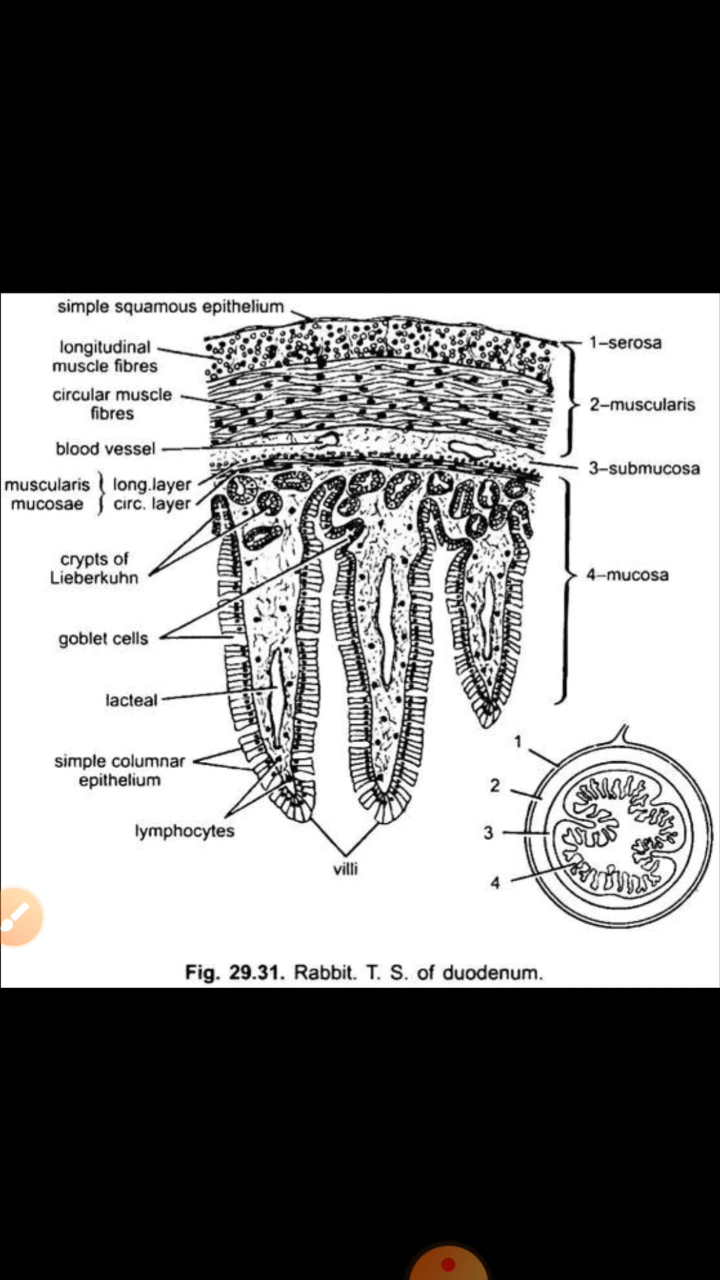 simple squamous epithelium
longitudinal
muscle fibres
circular muscle
fibres
blood vessel
muscularis
mucosae
long.layer
circ. layer
crypts of
Lieberkuhn
goblet cells
lacteal
simple columnar
epithelium
lymphocytes
villi
1-serosa
2-muscularis
3-submucosa
4-mucosa
1
2
3
4
Fig. 29.31. Rabbit. T. S. of duodenum.